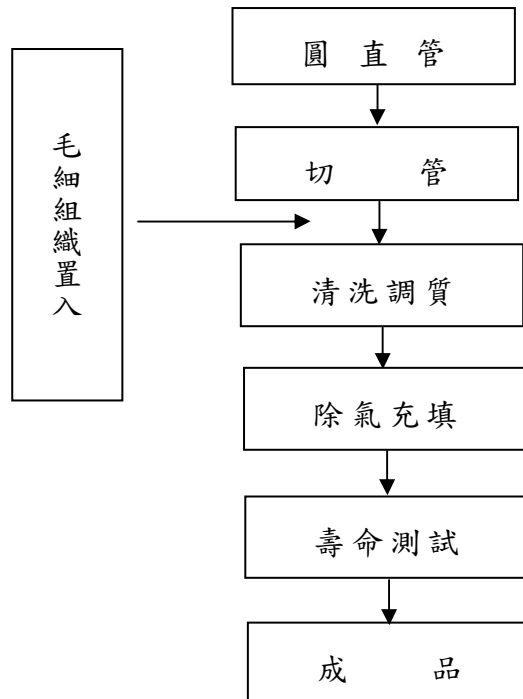 圓直管
切管
毛細組織置入
清洗調質
除氣充填
壽命測試
成品